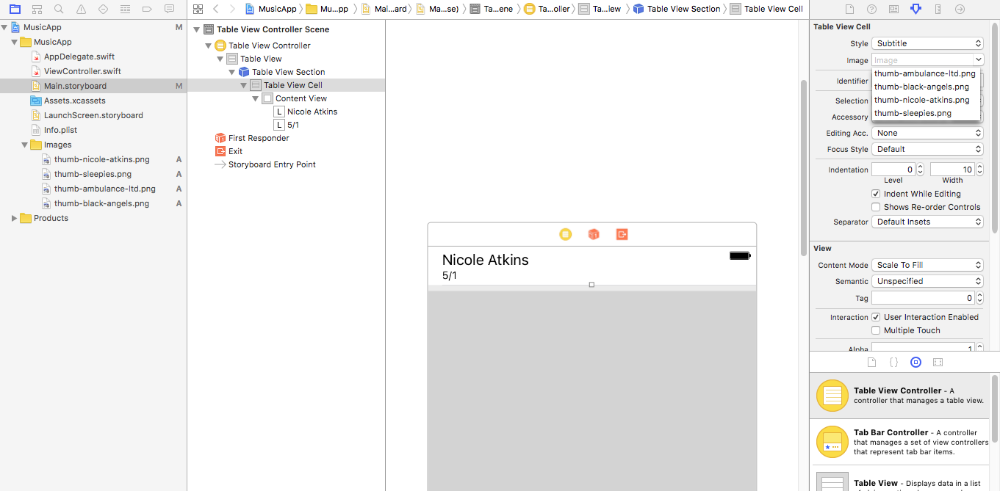 MusicApp Mu...pp Mai...ard Ma...se) Ta...ene Ta...oller Ta...iew Table View Section Table View Cell
MusicApp M
MusicApp
AppDelegate.swift
ViewController.swift
Main.storyboard M
Assets.xcassets
LaunchScreen.storyboard
Info.plist
Images
thumb-nicole-atkins.png A
thumb-sleepies.png A
thumb-ambulance-ltd.png A
thumb-black-angels.png A
Products
Table View Controller Scene
Table View Controller
Table View
Table View Section
Table View Cell
Content View
L Nicole Atkins
L 5/1
First Responder
Exit
Storyboard Entry Point
Nicole Atkins
5/1
Table View Cell
Style Subtitle
Image Image
thumb-ambulance-ltd.png
thumb-black-angels.png
thumb-nicole-atkins.png
thumb-sleepies.png
Identifier
Selection
Accessory
Editing Acc. None
Focus Style Default
Indentation 0 10
Level Width
Indent While Editing
Shows Re-order Controls
Separator Default Insets
View
Content Mode Scale To Fill
Semantic Unspecified
Tag 0
Interaction User Interaction Enabled
Multiple Touch
Alpha 1
Table View Controller - A
controller that manages a table view.
Tab Bar Controller - A controller
that manages a set of view controllers
that represent tab bar items.
Table View - Displays data in a list